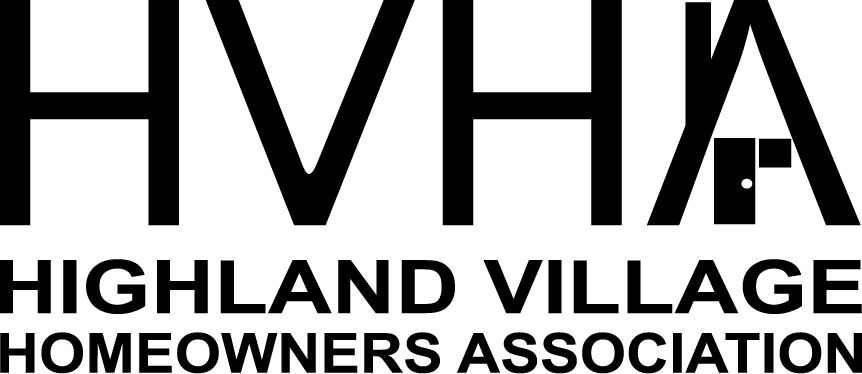 HVHA
HIGHLAND VILLAGE
HOMEOWNERS ASSOCIATION